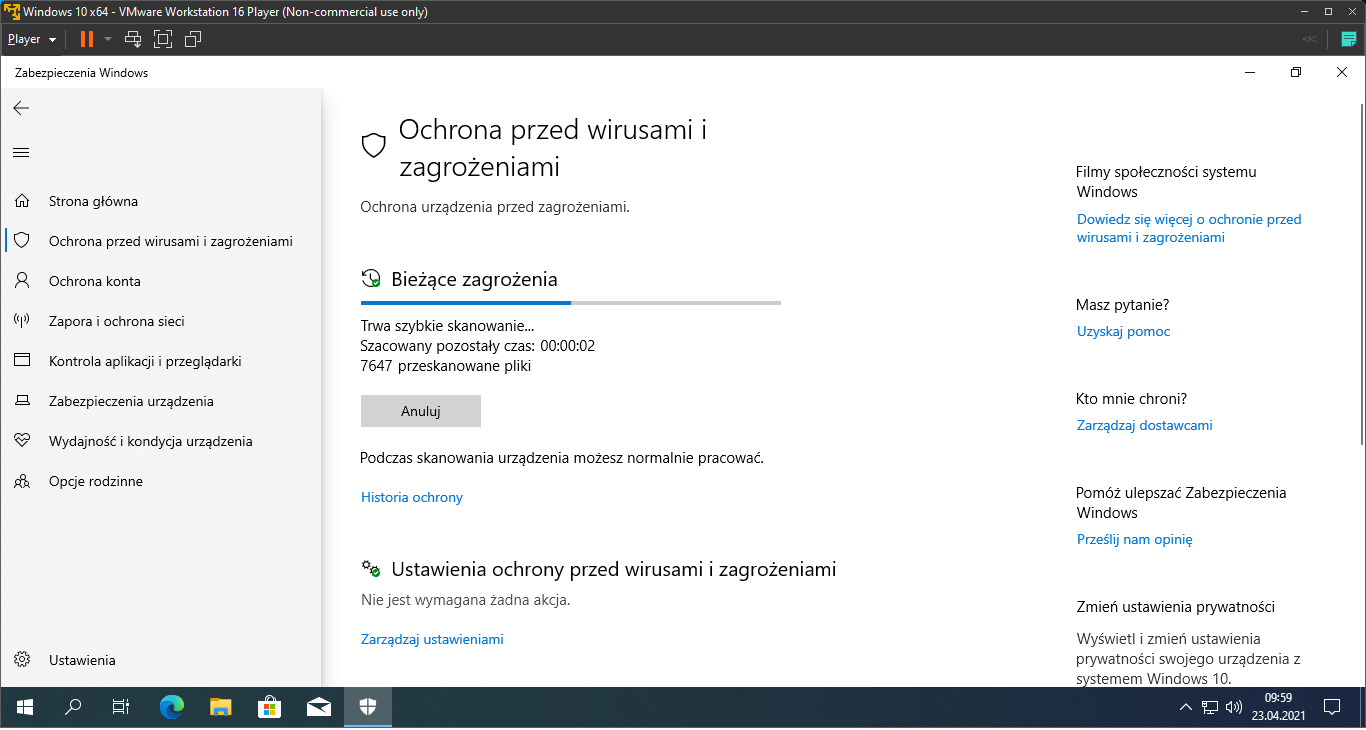 Windows 10 x64 - VMware Workstation 16 Player (Non-commercial use only)
Player
Zabezpieczenia Windows
Strona główna
Ochrona przed wirusami i zagrożeniami
Ochrona konta
Zapora i ochrona sieci
Kontrola aplikacji i przeglądarki
Zabezpieczenia urządzenia
Wydajność i kondycja urządzenia
Opcje rodzinne
Ustawienia
Ochrona przed wirusami i
zagrożeniami
Ochrona urządzenia przed zagrożeniami.
Bieżące zagrożenia
Trwa szybkie skanowanie...
Szacowany pozostały czas: 00:00:02
7647 przeskanowane pliki
Anuluj
Podczas skanowania urządzenia możesz normalnie pracować.
Historia ochrony
Ustawienia ochrony przed wirusami i zagrożeniami
Nie jest wymagana żadna akcja.
Zarządzaj ustawieniami
Filmy społeczności systemu
Windows
Dowiedz się więcej o ochronie przed
wirusami i zagrożeniami
Masz pytanie?
Uzyskaj pomoc
Kto mnie chroni?
Zarządzaj dostawcami
Pomóż ulepszać Zabezpieczenia
Windows
Prześlij nam opinię
Zmień ustawienia prywatności
Wyświetl i zmień ustawienia
prywatności swojego urządzenia z
systemem Windows 10.
09:59
23.04.2021